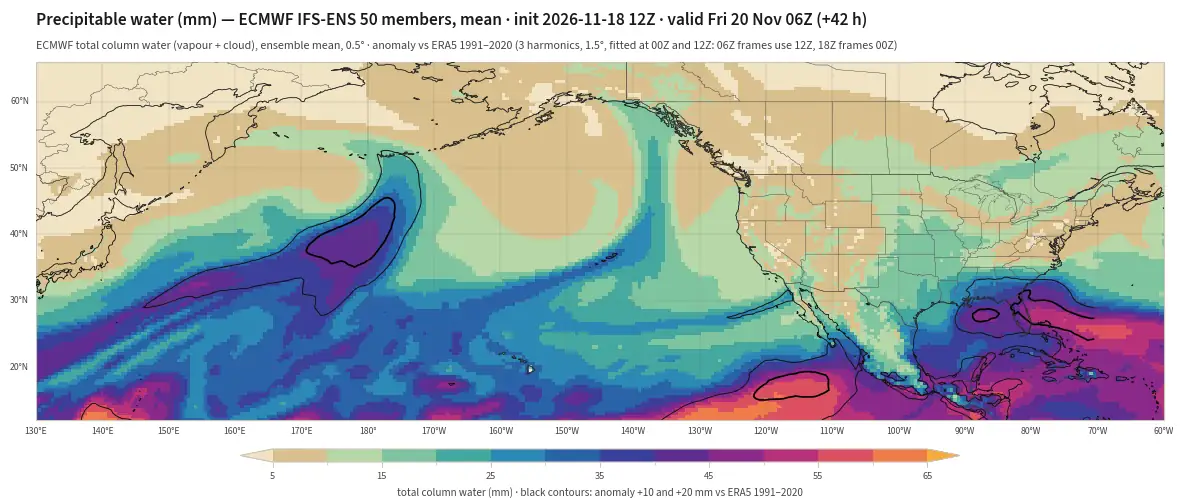 Precipitable water (mm) — ECMWF IFS-ENS 50 members, mean · init 2026-11-18 12Z · valid Fri 20 Nov 06Z (+42 h)
ECMWF total column water (vapour + cloud), ensemble mean, 0.5° · anomaly vs ERA5 1991–2020 (3 harmonics, 1.5°, fitted at 00Z and 12Z: 06Z frames use 12Z, 18Z frames 00Z)
60°N
50°N
40°N
30°N
20°N
130°E 140°E 150°E 160°E 170°E 180° 170°W 160°W 150°W 140°W 130°W 120°W 110°W 100°W 90°W 80°W 70°W 60°W
5 15 25 35 45 55 65
total column water (mm) · black contours: anomaly +10 and +20 mm vs ERA5 1991–2020